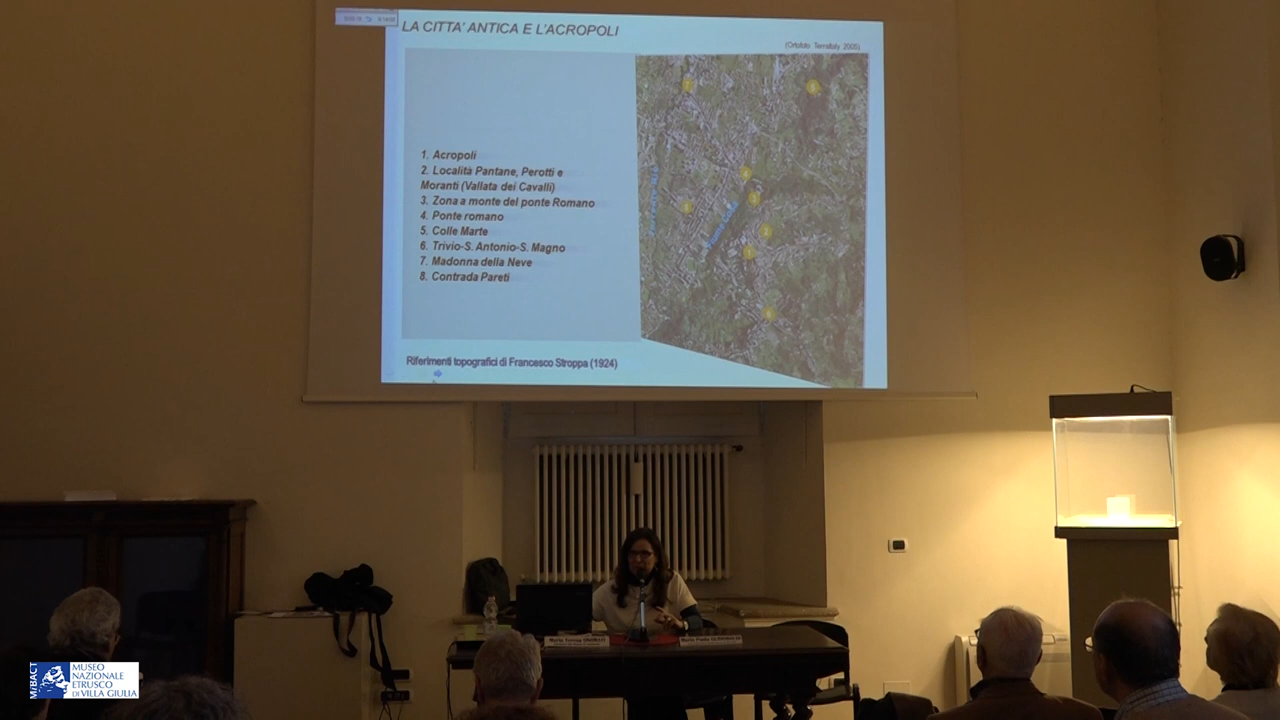 LA CITTA' ANTICA E L'ACROPOLI
(Ortofoto TerraItaly 2005)
1. Acropoli
2. Località Pantane, Perotti e
Moranti (Vallata dei Cavalli)
3. Zona a monte del ponte Romano
4. Ponte romano
5. Colle Marte
6. Trivio-S. Antonio-S. Magno
7. Madonna della Neve
8. Contrada Pareti
Riferimenti topografici di Francesco Stroppa (1924)
MiBACT
MUSEO
NAZIONALE
ETRUSCO
DI VILLA GIULIA